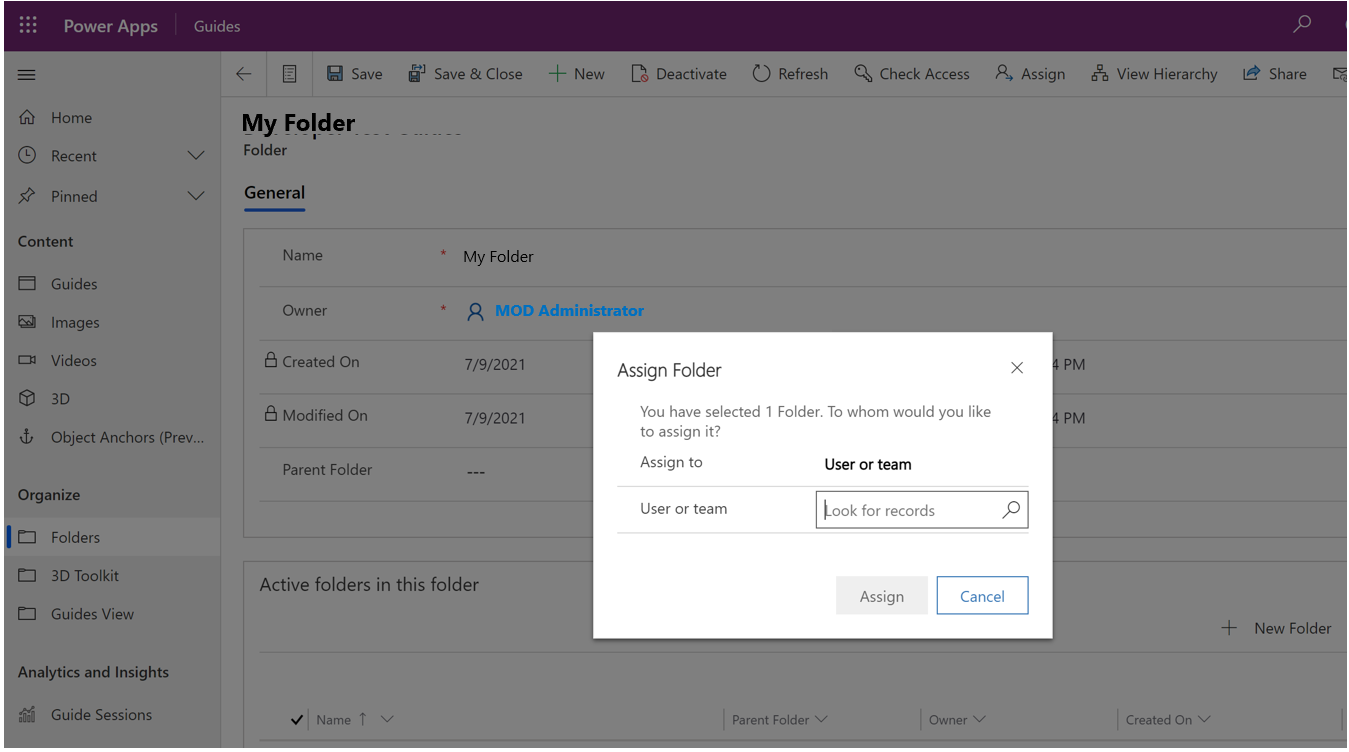 Power Apps Guides
Save Save & Close New Deactivate Refresh Check Access Assign View Hierarchy Share
Home
Recent
Pinned
Content
Guides
Images
Videos
3D
Object Anchors (Prev...
Organize
Folders
3D Toolkit
Guides View
Analytics and Insights
Guide Sessions
My Folder
Folder
General
Name * My Folder
Owner * MOD Administrator
Created On 7/9/2021 4 PM
Modified On 7/9/2021 4 PM
Parent Folder ---
Assign Folder
You have selected 1 Folder. To whom would you like
to assign it?
Assign to User or team
User or team Look for records
Assign Cancel
Active folders in this folder
New Folder
Name Parent Folder Owner Created On